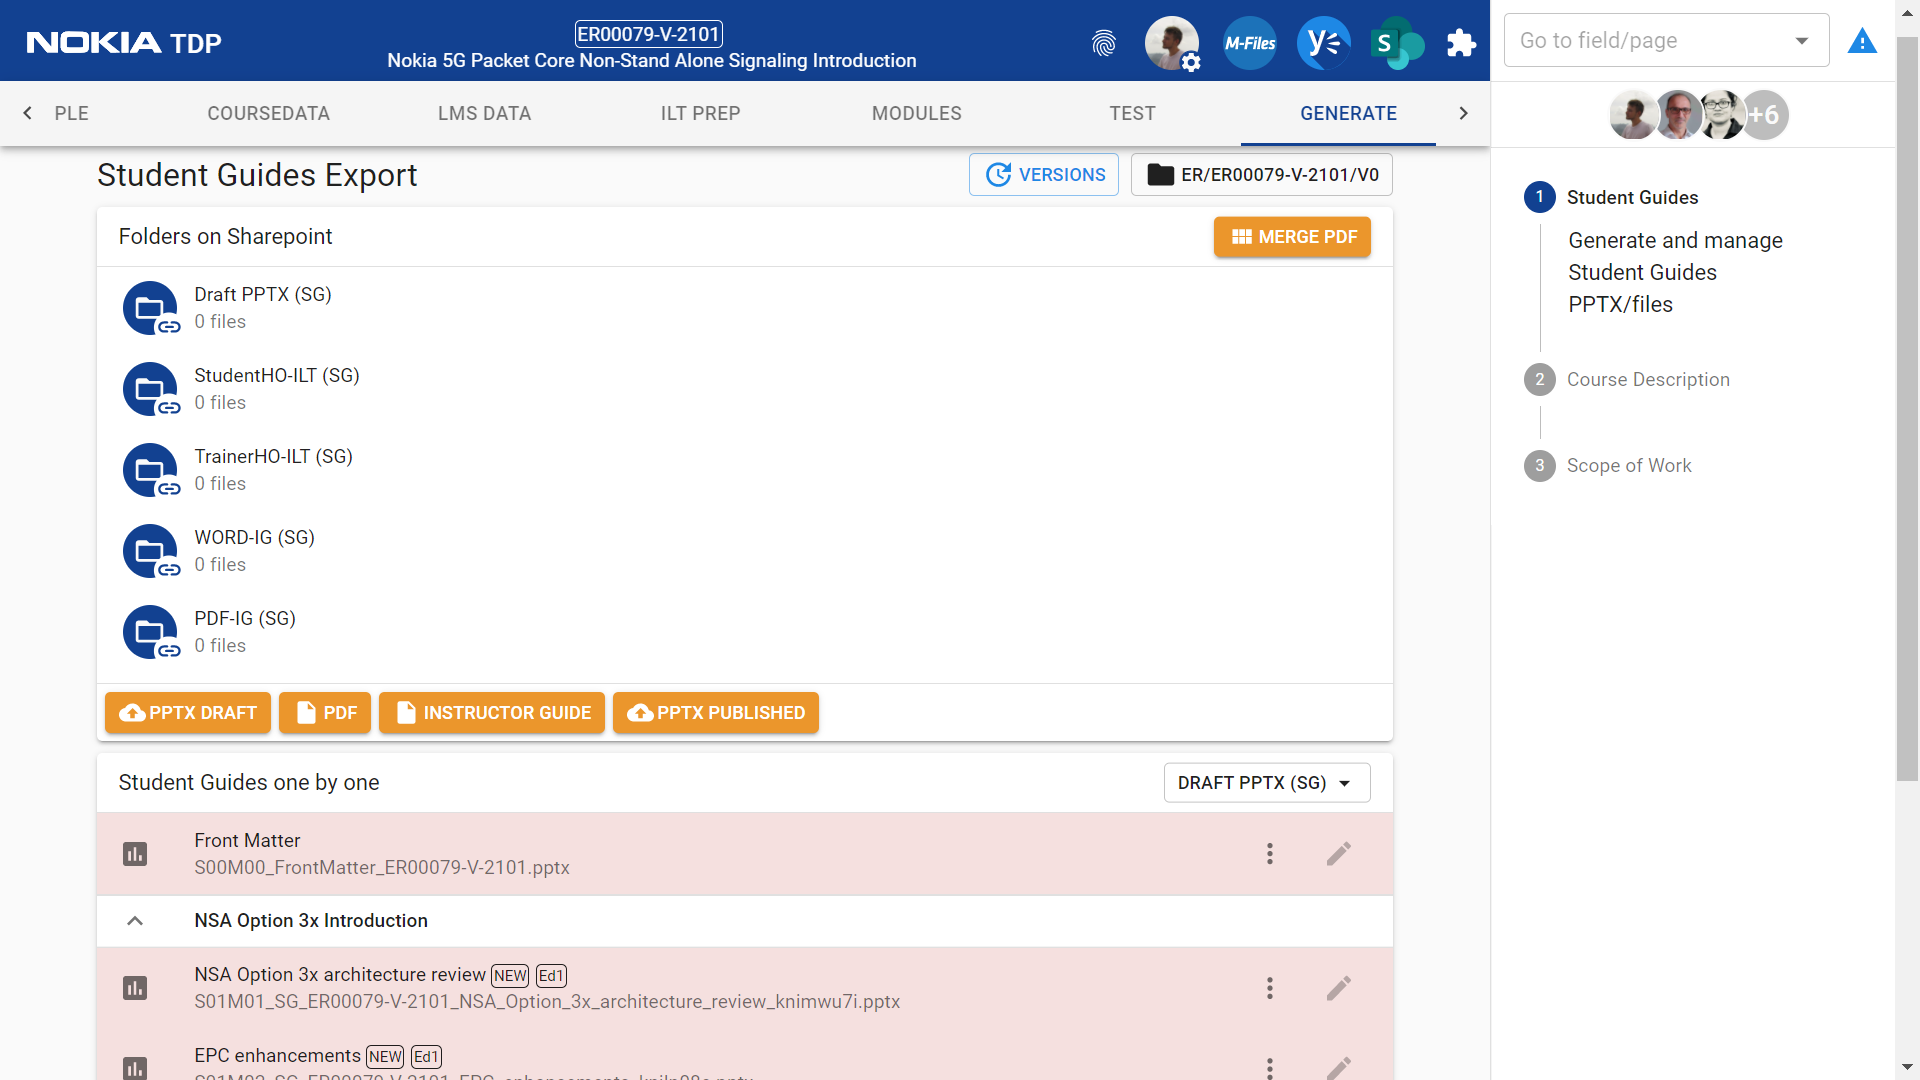 NOKIA TDP
ER00079-V-2101
Nokia 5G Packet Core Non-Stand Alone Signaling Introduction
M-Files
S
Go to field/page
PLE
COURSEDATA
LMS DATA
ILT PREP
MODULES
TEST
GENERATE
+6
Student Guides Export
VERSIONS
ER/ER00079-V-2101/V0
Folders on Sharepoint
MERGE PDF
Draft PPTX (SG)
0 files
StudentHO-ILT (SG)
0 files
TrainerHO-ILT (SG)
0 files
WORD-IG (SG)
0 files
PDF-IG (SG)
0 files
PPTX DRAFT
PDF
INSTRUCTOR GUIDE
PPTX PUBLISHED
Student Guides one by one
DRAFT PPTX (SG)
Front Matter
S00M00_FrontMatter_ER00079-V-2101.pptx
NSA Option 3x Introduction
NSA Option 3x architecture review NEW Ed1
S01M01_SG_ER00079-V-2101_NSA_Option_3x_architecture_review_knimwu7i.pptx
EPC enhancements NEW Ed1
1 Student Guides
Generate and manage
Student Guides
PPTX/files
2 Course Description
3 Scope of Work